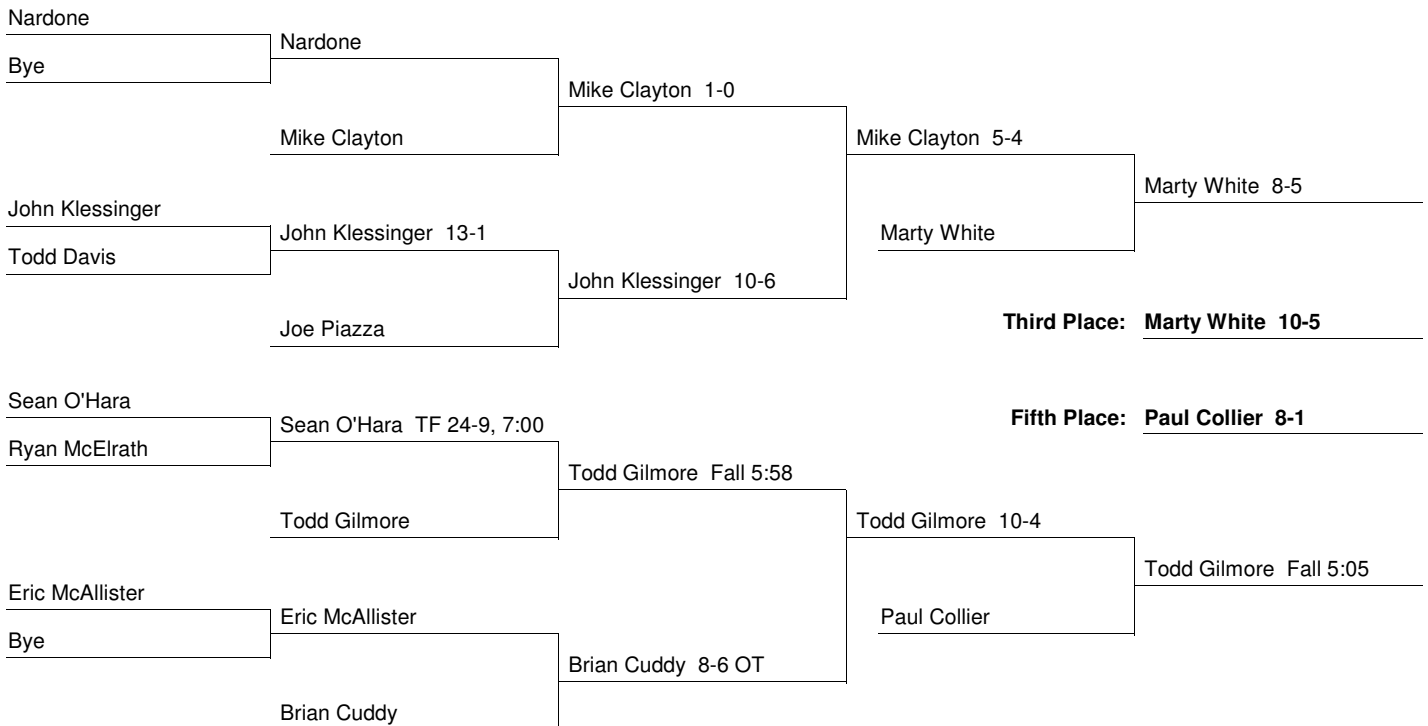 Nardone
Nardone
Bye
Mike Clayton 1-0
Mike Clayton
Mike Clayton 5-4
Marty White 8-5
John Klessinger
John Klessinger 13-1
Marty White
Todd Davis
John Klessinger 10-6
Joe Piazza
Third Place: Marty White 10-5
Sean O'Hara
Sean O'Hara TF 24-9, 7:00
Fifth Place: Paul Collier 8-1
Ryan McElrath
Todd Gilmore Fall 5:58
Todd Gilmore
Todd Gilmore 10-4
Todd Gilmore Fall 5:05
Eric McAllister
Eric McAllister
Paul Collier
Bye
Brian Cuddy 8-6 OT
Brian Cuddy